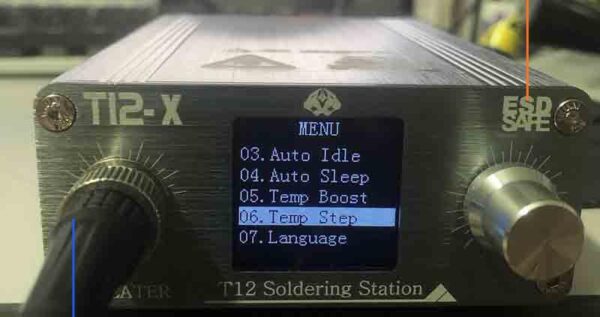 T12-X
ESD
SAFE
MENU
03.Auto Idle
04.Auto Sleep
05.Temp Boost
06.Temp Step
07.Language
T12 Soldering Station